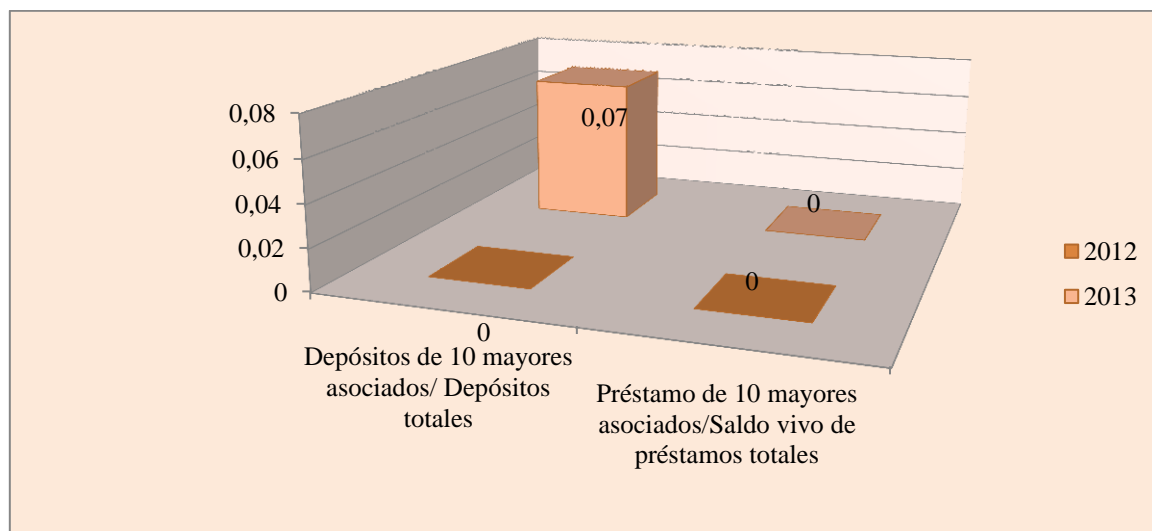 0,08
0,06
0,04
0,02
0
0,07
0
0
0
Depósitos de 10 mayores
asociados/ Depósitos
totales
Préstamo de 10 mayores
asociados/Saldo vivo de
préstamos totales
2012
2013